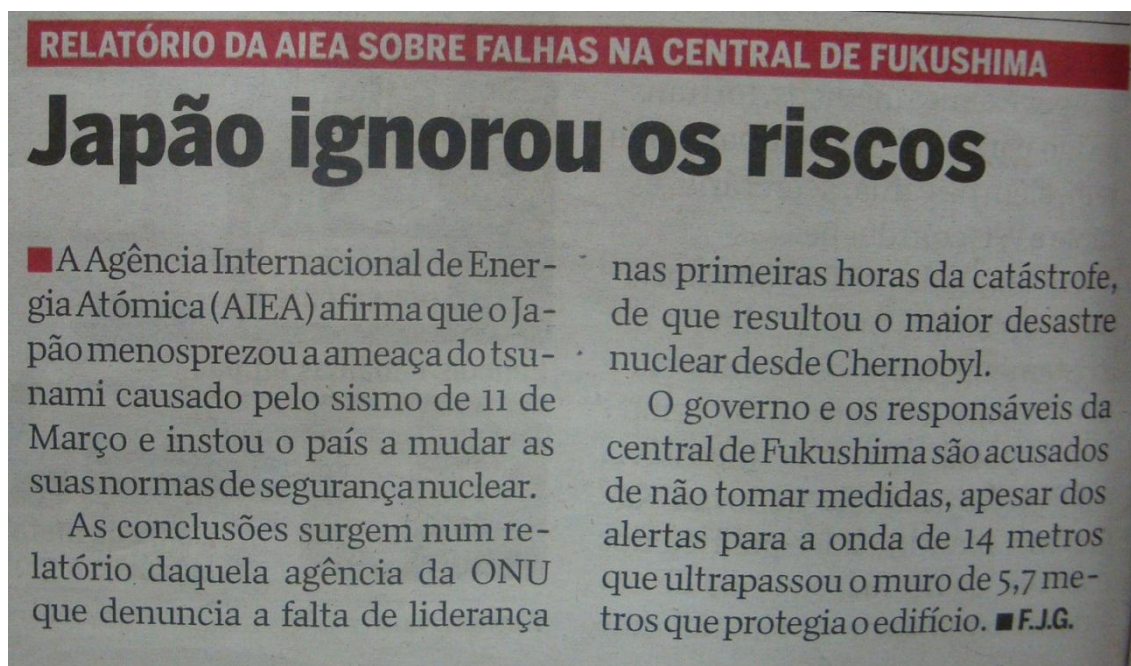 RELATÓRIO DA AIEA SOBRE FALHAS NA CENTRAL DE FUKUSHIMA
Japão ignorou os riscos
■ A Agência Internacional de Ener-
gia Atómica (AIEA) afirma que o Ja-
pão menosprezou a ameaça do tsu-
nami causado pelo sismo de 11 de
Março e instou o país a mudar as
suas normas de segurança nuclear.
As conclusões surgem num re-
latório daquela agência da ONU
que denuncia a falta de liderança
nas primeiras horas da catástrofe,
de que resultou o maior desastre
nuclear desde Chernobyl.
O governo e os responsáveis da
central de Fukushima são acusados
de não tomar medidas, apesar dos
alertas para a onda de 14 metros
que ultrapassou o muro de 5,7 me-
tros que protegia o edifício. ■ F.J.G.